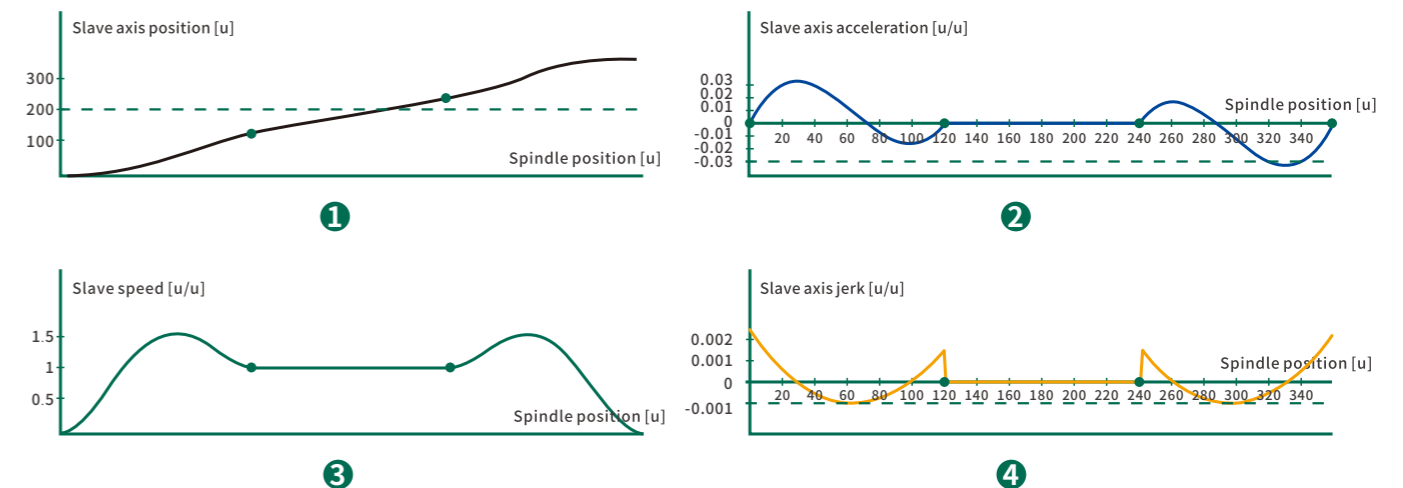 Slave axis position [u]
300
200
100
Spindle position [u]
1
Slave axis acceleration [u/u]
0.03
0.02
0.01
0
-0.01
-0.02
-0.03
Spindle position [u]
20 40 60 80 100 120 140 160 180 200 220 240 260 280 300 320 340
2
Slave speed [u/u]
1.5
1
0.5
Spindle position [u]
3
Slave axis jerk [u/u]
0.002
0.001
0
-0.001
Spindle position [u]
20 40 60 80 100 120 140 160 180 200 220 240 260 280 300 320 340
4